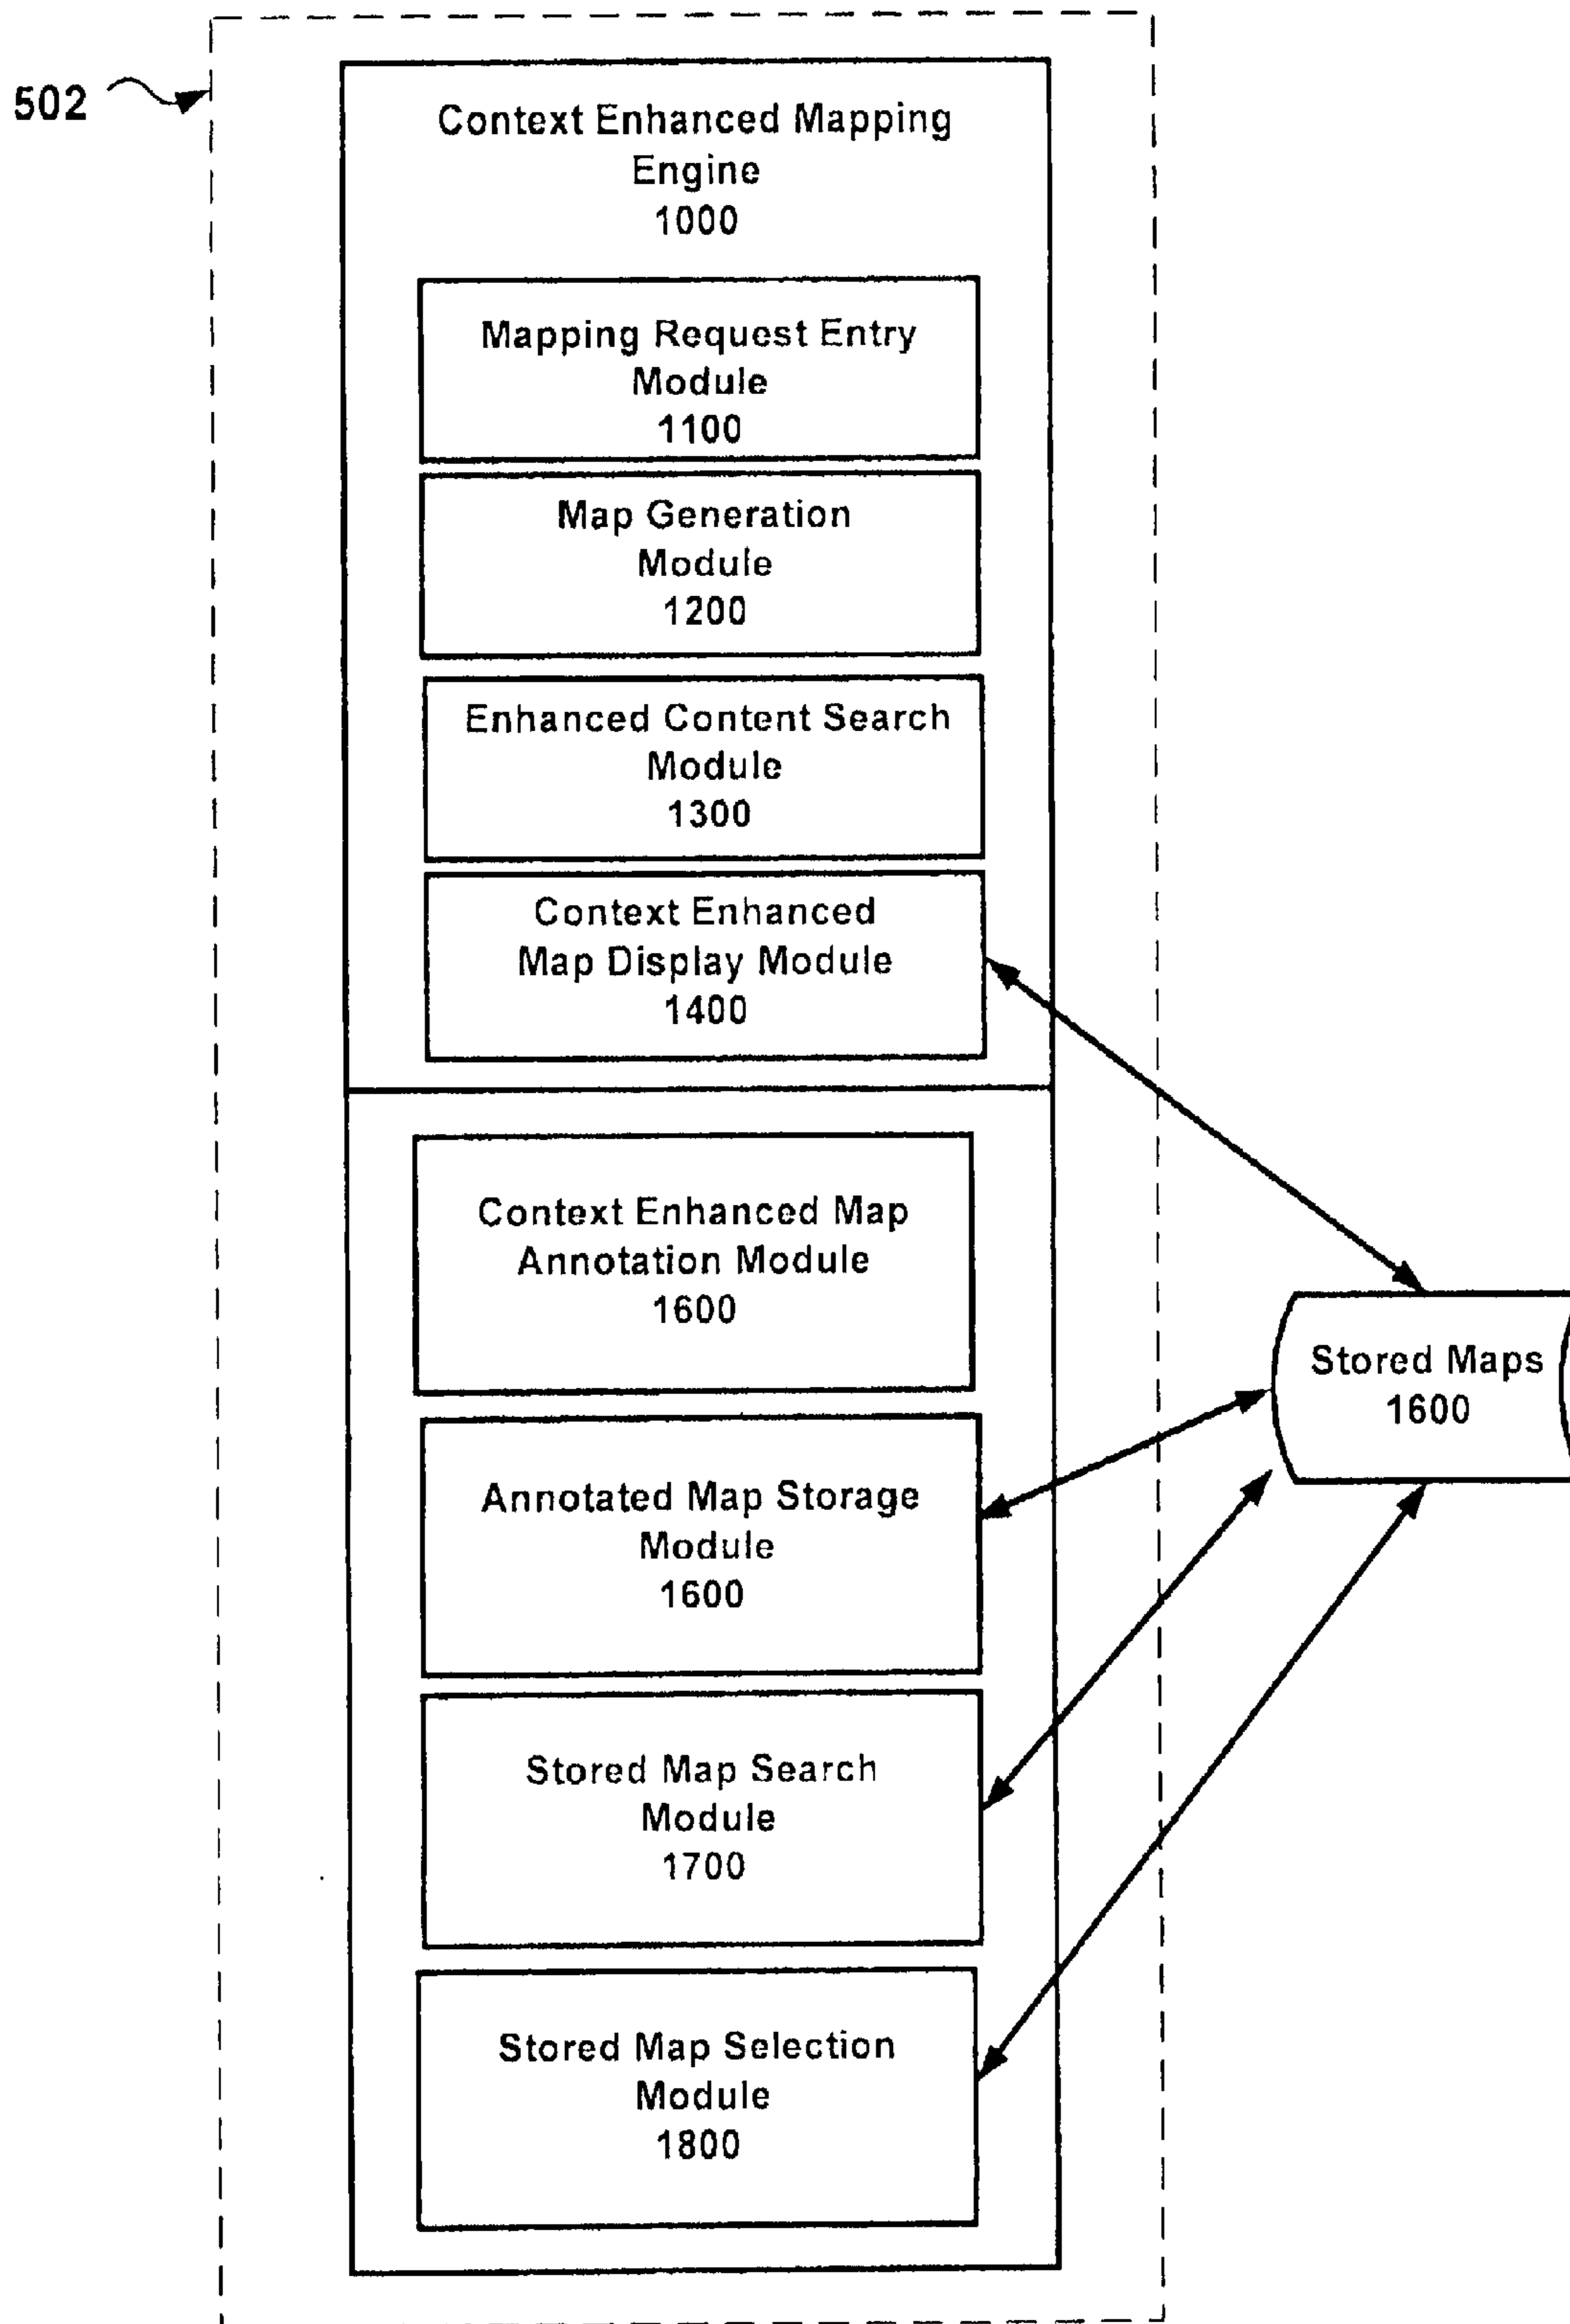 502
Context Enhanced Mapping
Engine
1000
Mapping Request Entry
Module
1100
Map Generation
Module
1200
Enhanced Content Search
Module
1300
Context Enhanced
Map Display Module
1400
Context Enhanced Map
Annotation Module
1600
Stored Maps
1600
Annotated Map Storage
Module
1600
Stored Map Search
Module
1700
Stored Map Selection
Module
1800